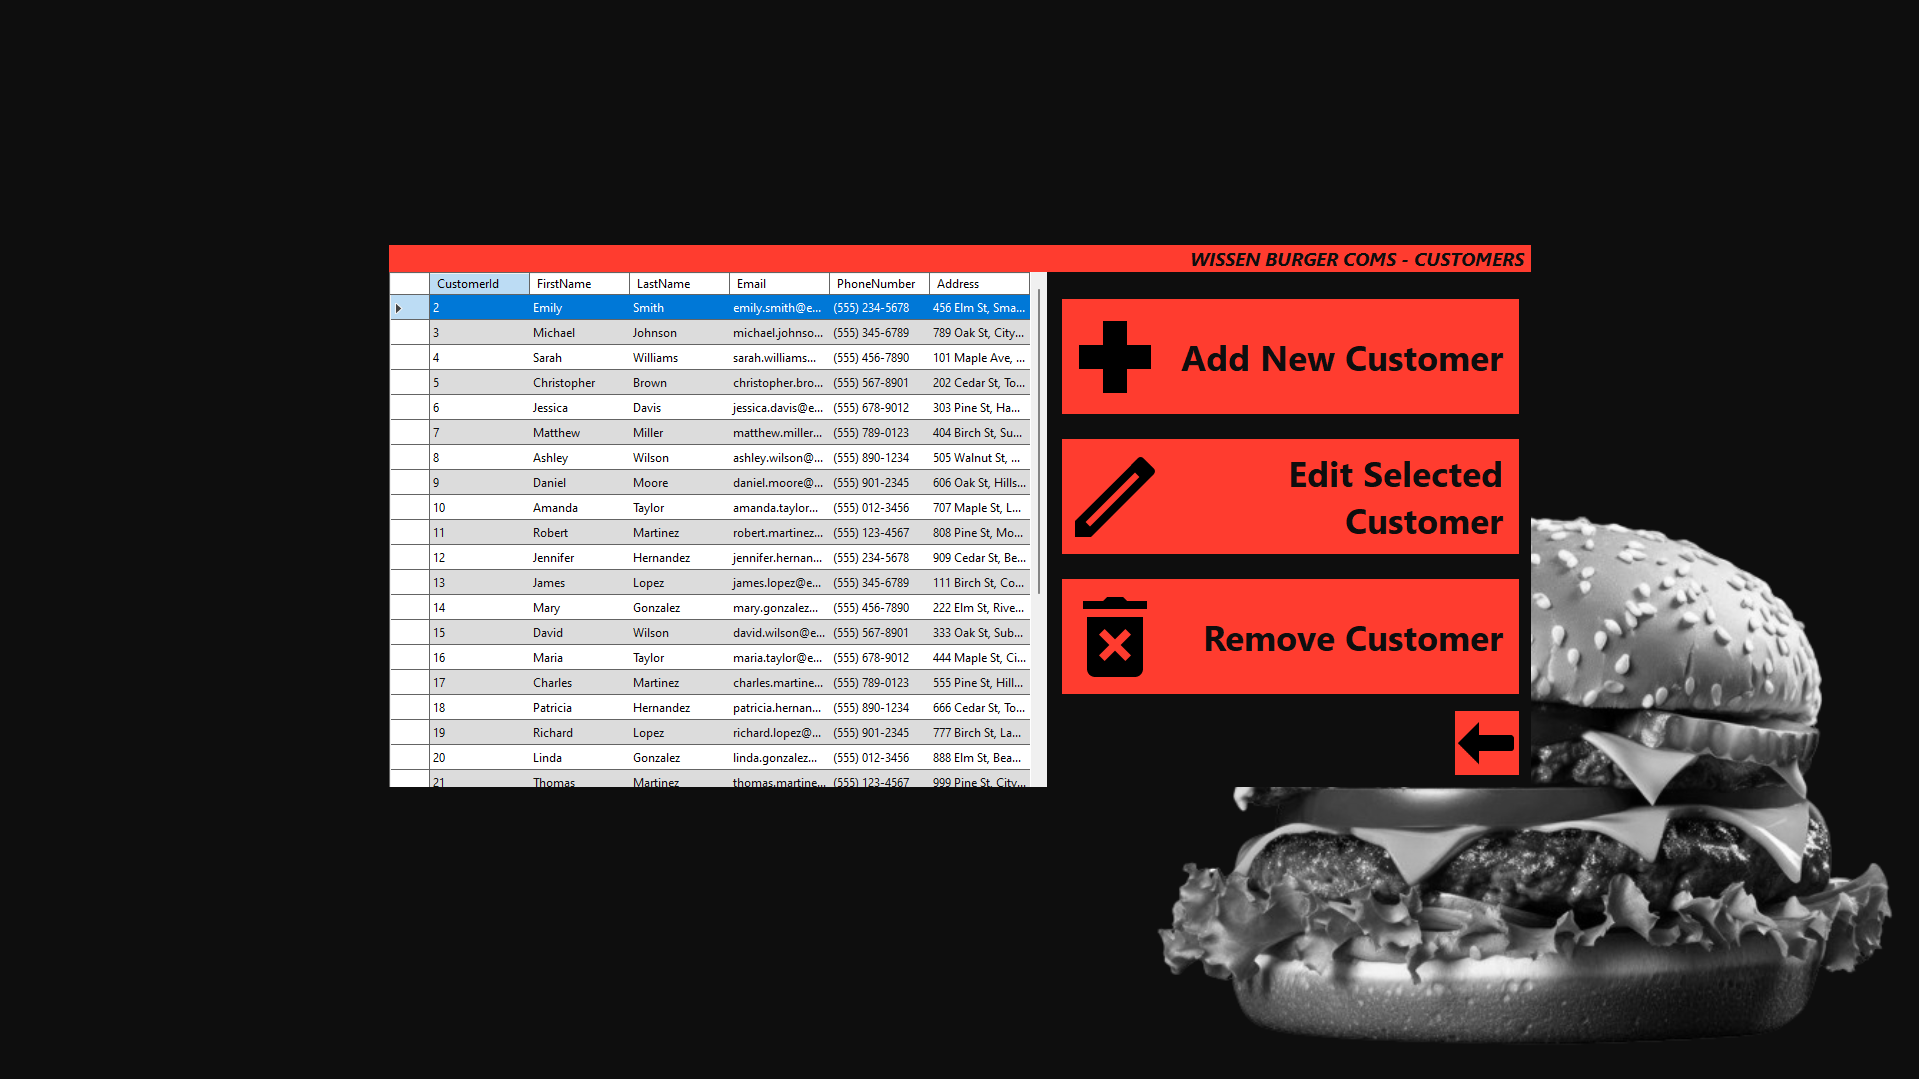 WISSEN BURGER COMS - CUSTOMERS
CustomerId FirstName LastName Email PhoneNumber Address
2 Emily Smith emily.smith@e... (555) 234-5678 456 Elm St, Sma...
3 Michael Johnson michael.johnso... (555) 345-6789 789 Oak St, City...
4 Sarah Williams sarah.williams... (555) 456-7890 101 Maple Ave, ...
5 Christopher Brown christopher.bro... (555) 567-8901 202 Cedar St, To...
6 Jessica Davis jessica.davis@e... (555) 678-9012 303 Pine St, Ha...
7 Matthew Miller matthew.miller... (555) 789-0123 404 Birch St, Su...
8 Ashley Wilson ashley.wilson@... (555) 890-1234 505 Walnut St, ...
9 Daniel Moore daniel.moore@... (555) 901-2345 606 Oak St, Hills...
10 Amanda Taylor amanda.taylor... (555) 012-3456 707 Maple St, L...
11 Robert Martinez robert.martinez... (555) 123-4567 808 Pine St, Mo...
12 Jennifer Hernandez jennifer.hernan... (555) 234-5678 909 Cedar St, Be...
13 James Lopez james.lopez@e... (555) 345-6789 111 Birch St, Co...
14 Mary Gonzalez mary.gonzalez... (555) 456-7890 222 Elm St, Rive...
15 David Wilson david.wilson@e... (555) 567-8901 333 Oak St, Sub...
16 Maria Taylor maria.taylor@e... (555) 678-9012 444 Maple St, Ci...
17 Charles Martinez charles.martine... (555) 789-0123 555 Pine St, Hill...
18 Patricia Hernandez patricia.hernan... (555) 890-1234 666 Cedar St, To...
19 Richard Lopez richard.lopez@... (555) 901-2345 777 Birch St, La...
20 Linda Gonzalez linda.gonzalez... (555) 012-3456 888 Elm St, Bea...
21 Thomas Martinez thomas.martine... (555) 123-4567 999 Pine St, City...
Add New Customer
Edit Selected
Customer
Remove Customer